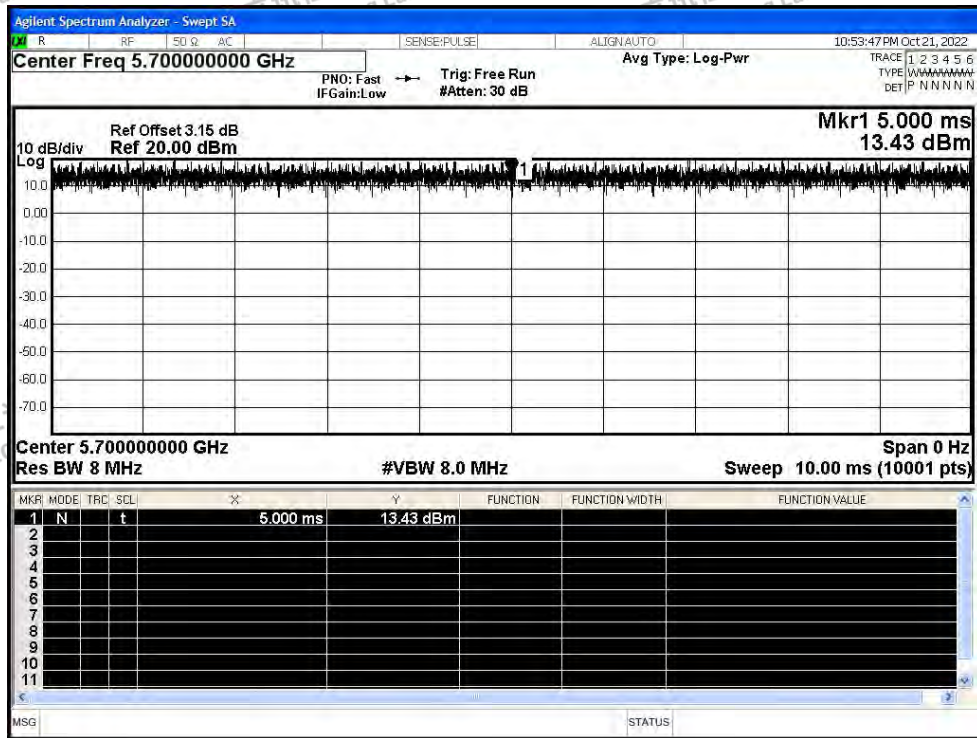 Agilent Spectrum Analyzer - Swept SA
LXI R RF 50 Ω AC SENSE:PULSE ALIGNAUTO 10:53:47 PM Oct 21, 2022
Center Freq 5.700000000 GHz
PNO: Fast
IFGain:Low
Trig: Free Run
#Atten: 30 dB
Avg Type: Log-Pwr
TRACE 1 2 3 4 5 6
TYPE
DET P N N N N N
Mkr1 5.000 ms
13.43 dBm
Ref Offset 3.15 dB
10 dB/div Ref 20.00 dBm
Log
1
10.0
0.00
-10.0
-20.0
-30.0
-40.0
-50.0
-60.0
-70.0
Center 5.700000000 GHz Span 0 Hz
Res BW 8 MHz #VBW 8.0 MHz Sweep 10.00 ms (10001 pts)
MKR MODE TRC SCL X Y FUNCTION FUNCTION WIDTH FUNCTION VALUE
1 N t 5.000 ms 13.43 dBm
2
3
4
5
6
7
8
9
10
11
MSG STATUS